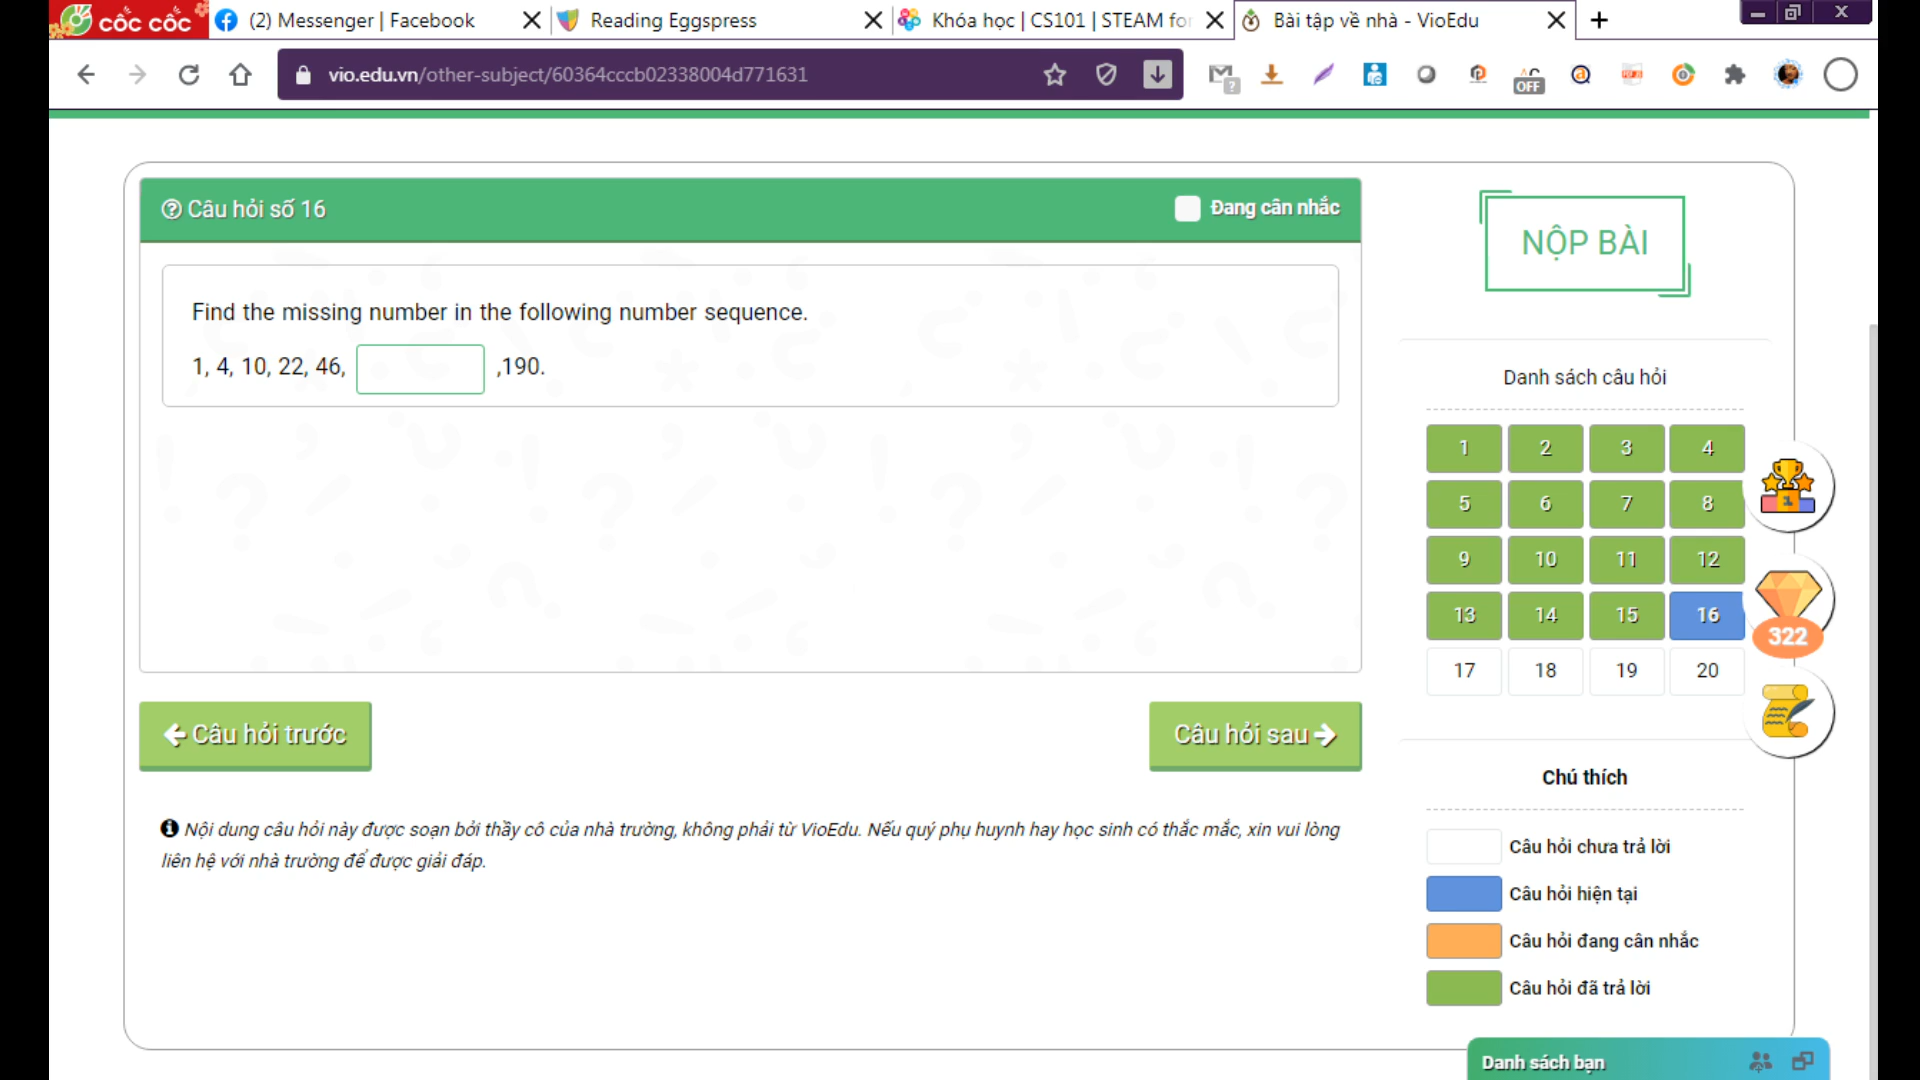 cốc cốc
(2) Messenger | Facebook
Reading Eggspress
Khóa học | CS101 | STEAM for
Bài tập về nhà - VioEdu
vio.edu.vn/other-subject/60364cccb02338004d771631
OFF
Câu hỏi số 16
Đang cân nhắc
Find the missing number in the following number sequence.
1, 4, 10, 22, 46, ,190.
Câu hỏi trước
Câu hỏi sau
Nội dung câu hỏi này được soạn bởi thầy cô của nhà trường, không phải từ VioEdu. Nếu quý phụ huynh hay học sinh có thắc mắc, xin vui lòng
liên hệ với nhà trường để được giải đáp.
NỘP BÀI
Danh sách câu hỏi
1 2 3 4
5 6 7 8
9 10 11 12
13 14 15 16
17 18 19 20
1
322
Chú thích
Câu hỏi chưa trả lời
Câu hỏi hiện tại
Câu hỏi đang cân nhắc
Câu hỏi đã trả lời
Danh sách bạn